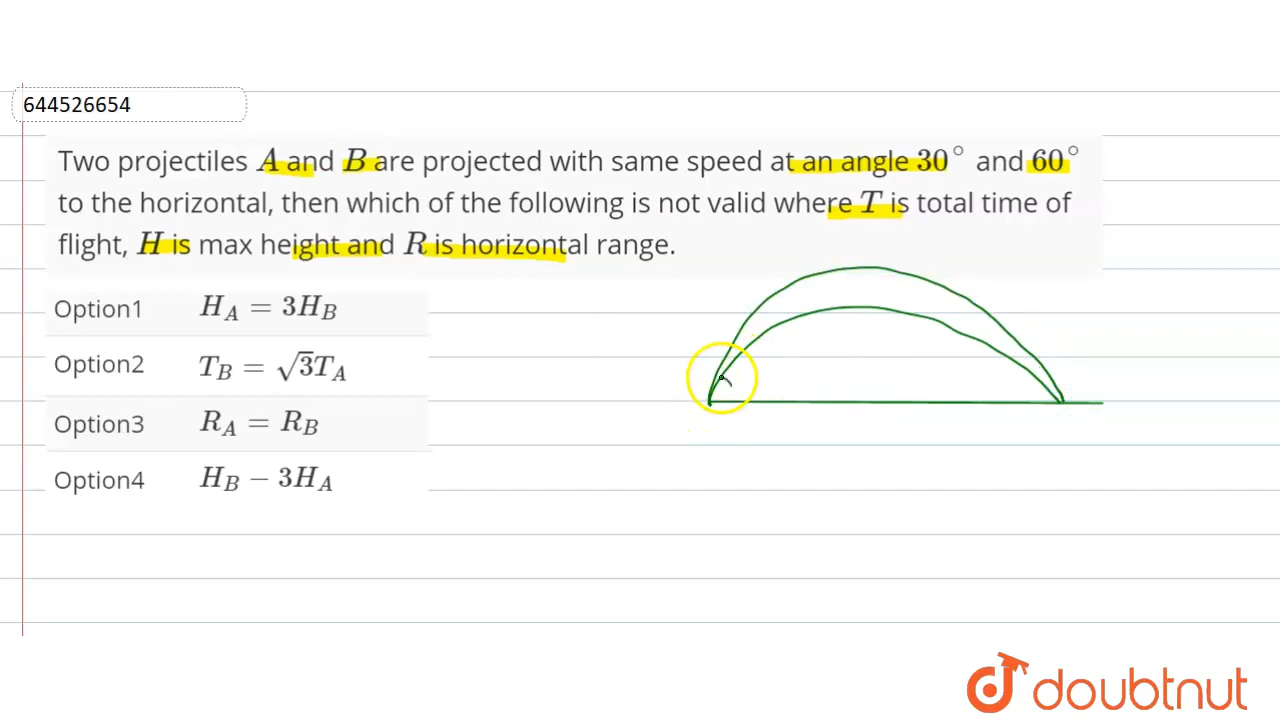 644526654
Two projectiles A and B are projected with same speed at an angle 30° and 60°
to the horizontal, then which of the following is not valid where T is total time of
flight, H is max height and R is horizontal range.
Option1 H_A = 3H_B
Option2 T_B = √3T_A
Option3 R_A = R_B
Option4 H_B − 3H_A
doubtnut